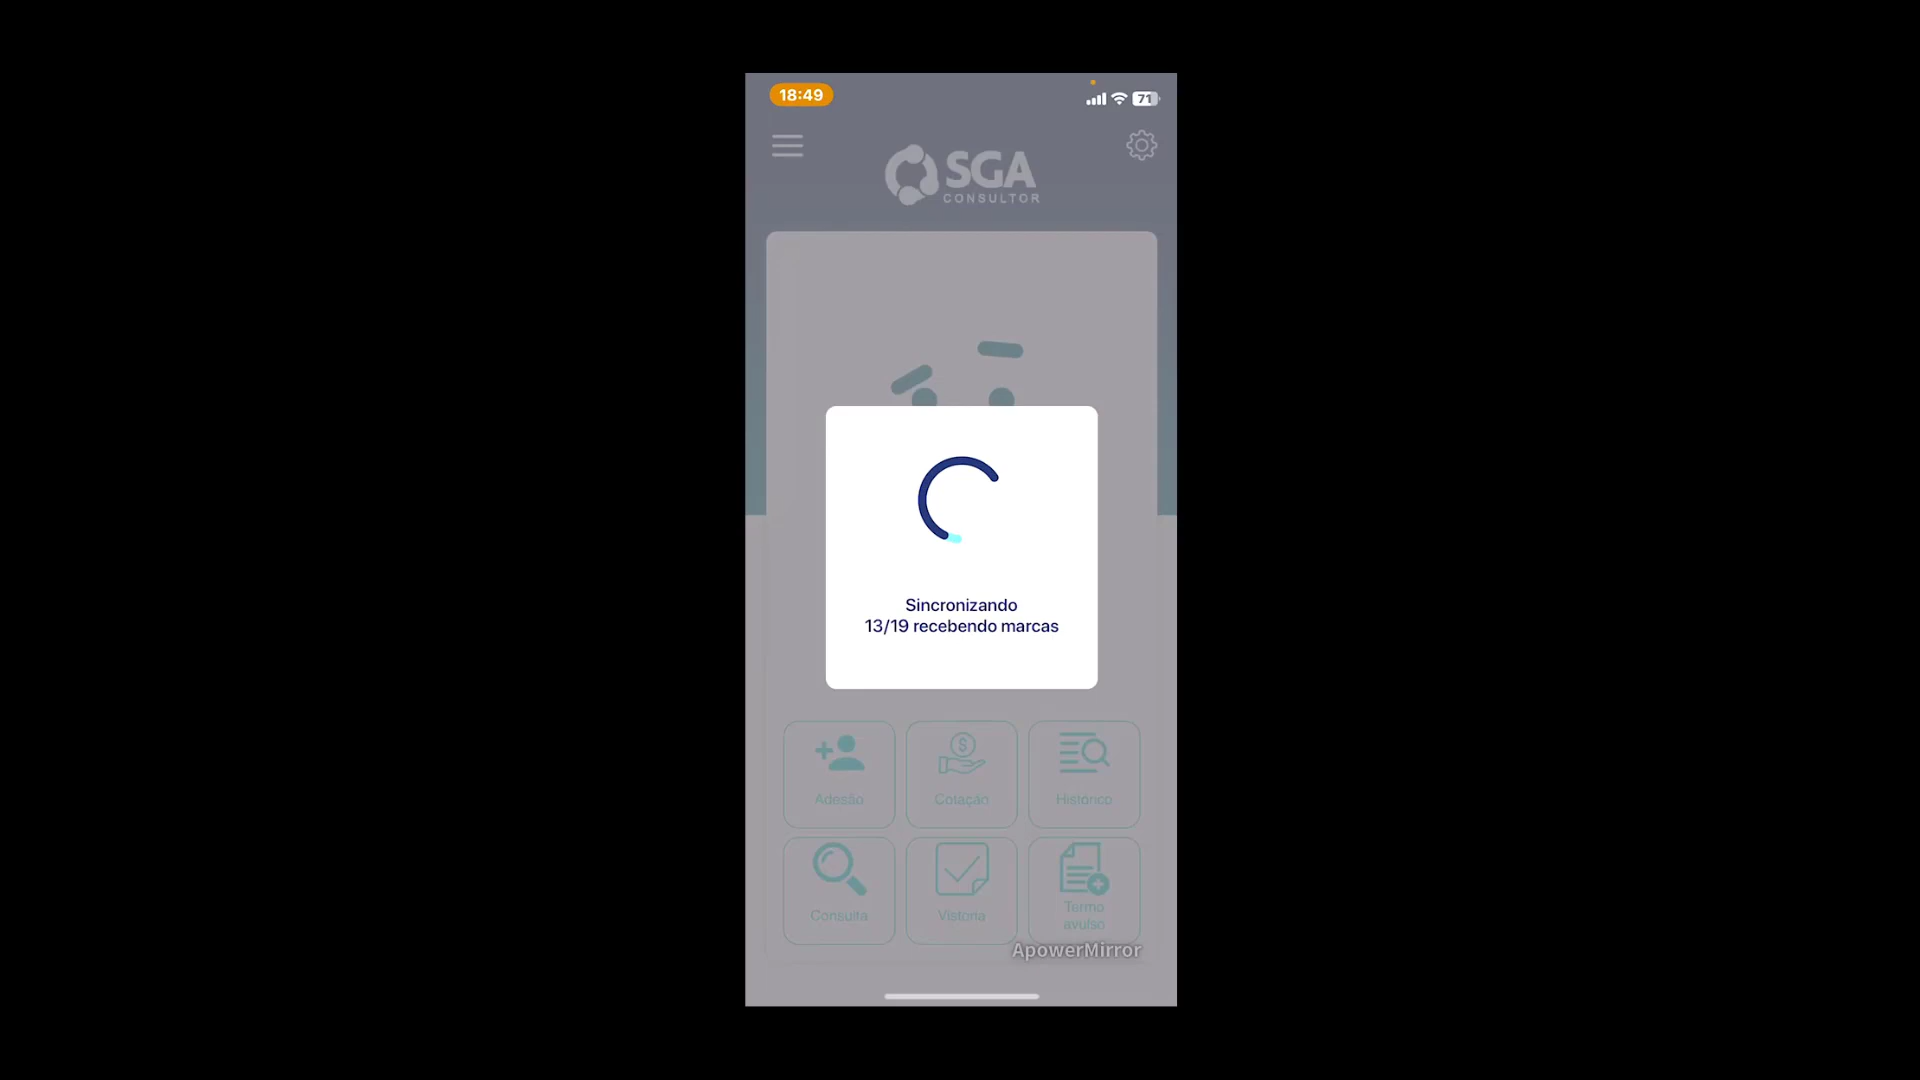 18:49
71
SGA
CONSULTOR
Sincronizando
13/19 recebendo marcas
Adesão
Cotação
Histórico
Consulta
Vistoria
Termo
avulso
ApowerMirror